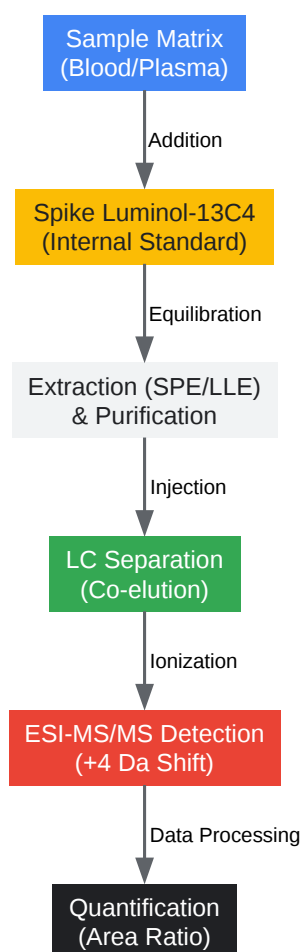 Sample Matrix
(Blood/Plasma)
Addition
Spike Luminol-13C4
(Internal Standard)
Equilibration
Extraction (SPE/LLE)
& Purification
Injection
LC Separation
(Co-elution)
Ionization
ESI-MS/MS Detection
(+4 Da Shift)
Data Processing
Quantification
(Area Ratio)